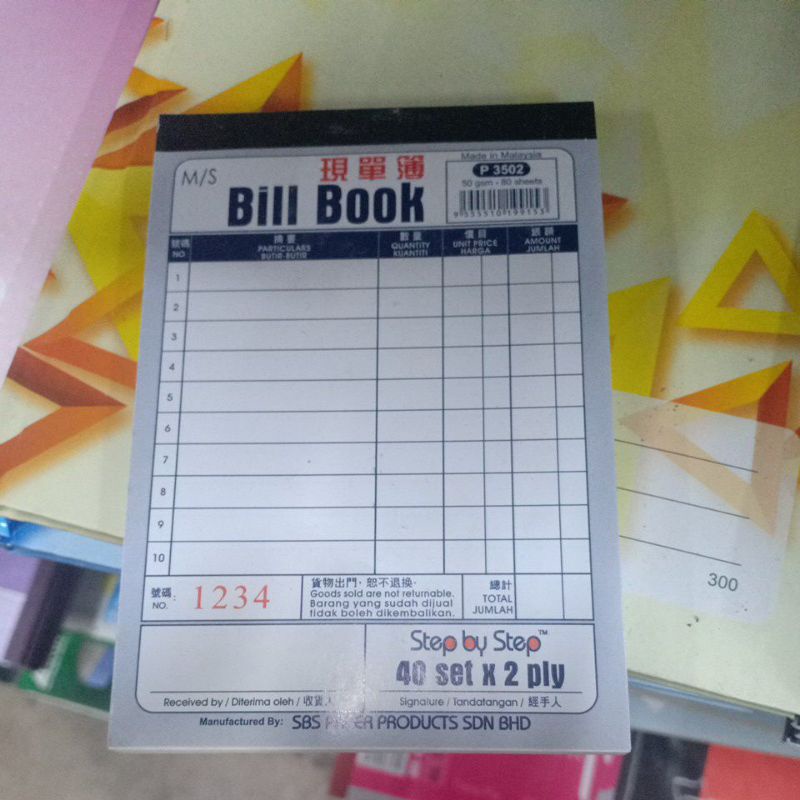 M/S
現單簿
Bill Book
Made in Malaysia
P 3502
50 gsm - 80 sheets
9 555510 199153
號碼 摘要 數量 價目 銀額
NO PARTICULARS QUANTITY UNIT PRICE AMOUNT
BUTIR-BUTIR KUANTITI HARGA JUMLAH
1
2
3
4
5
6
7
8
9
10
號碼
NO. : 1234
貨物出門，恕不退換．
Goods sold are not returnable.
Barang yang sudah dijual
tidak boleh dikembalikan.
總計
TOTAL
JUMLAH
Step by Step™
40 set x 2 ply
Received by / Diterima oleh / 收貨
Signature / Tandatangan / 經手人
Manufactured By: SBS PRODUCTS SDN BHD
300